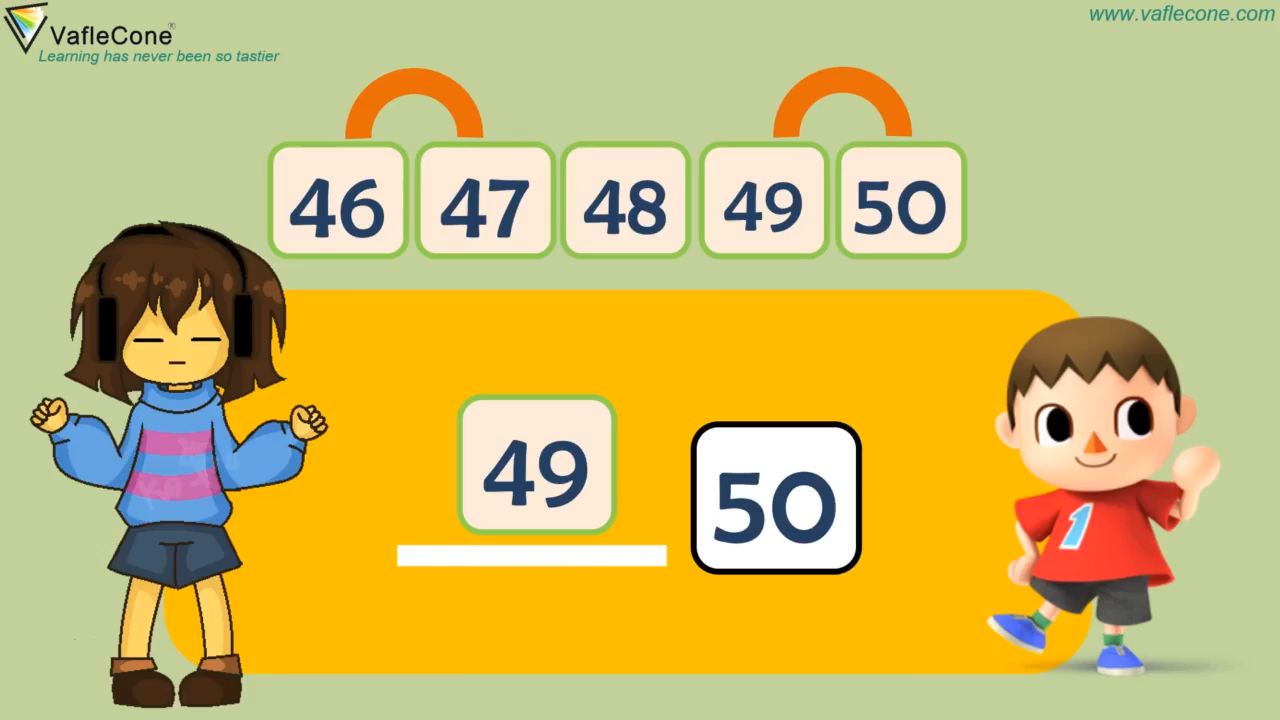 VafleCone®
Learning has never been so tastier
www.vaflecone.com
46 47 48 49 50
49 50
1